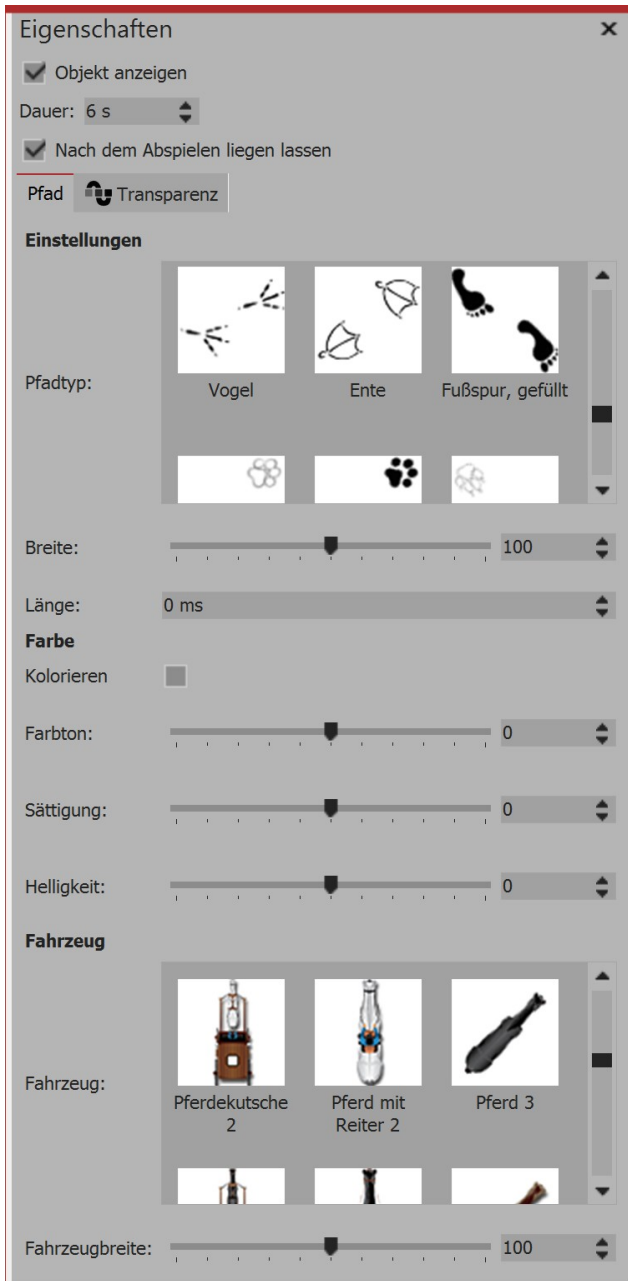 Eigenschaften
Objekt anzeigen
Dauer: 6 s
Nach dem Abspielen liegen lassen
Pfad Transparenz
Einstellungen
Pfadtyp:
Vogel Ente Fußspur, gefüllt
Breite: 100
Länge: 0 ms
Farbe
Kolorieren
Farbton: 0
Sättigung: 0
Helligkeit: 0
Fahrzeug
Fahrzeug:
Pferdekutsche Pferd mit Pferd 3
2 Reiter 2
Fahrzeugbreite: 100